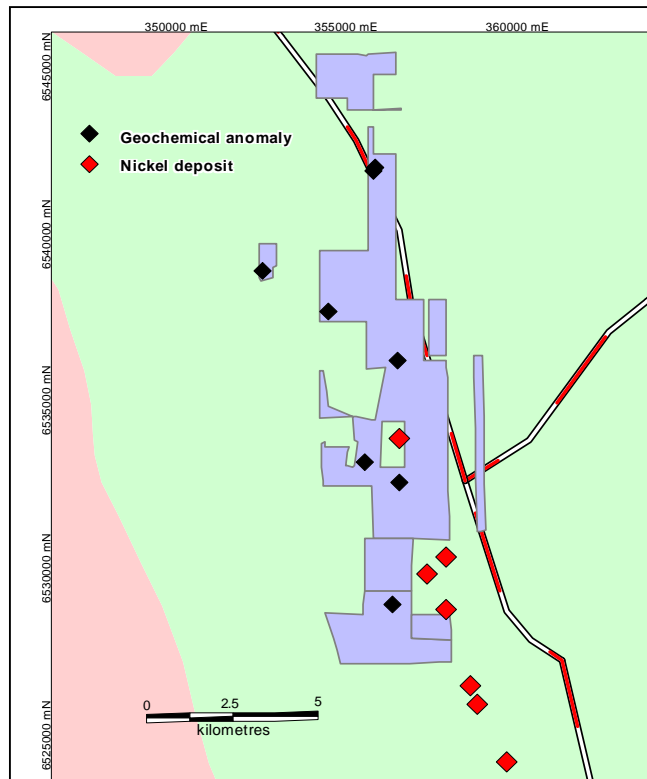 350000 mE 355000 mE 360000 mE
6545000 mN
Geochemical anomaly
Nickel deposit
6540000 mN
6535000 mN
6530000 mN
6525000 mN
0 2.5 5
kilometres